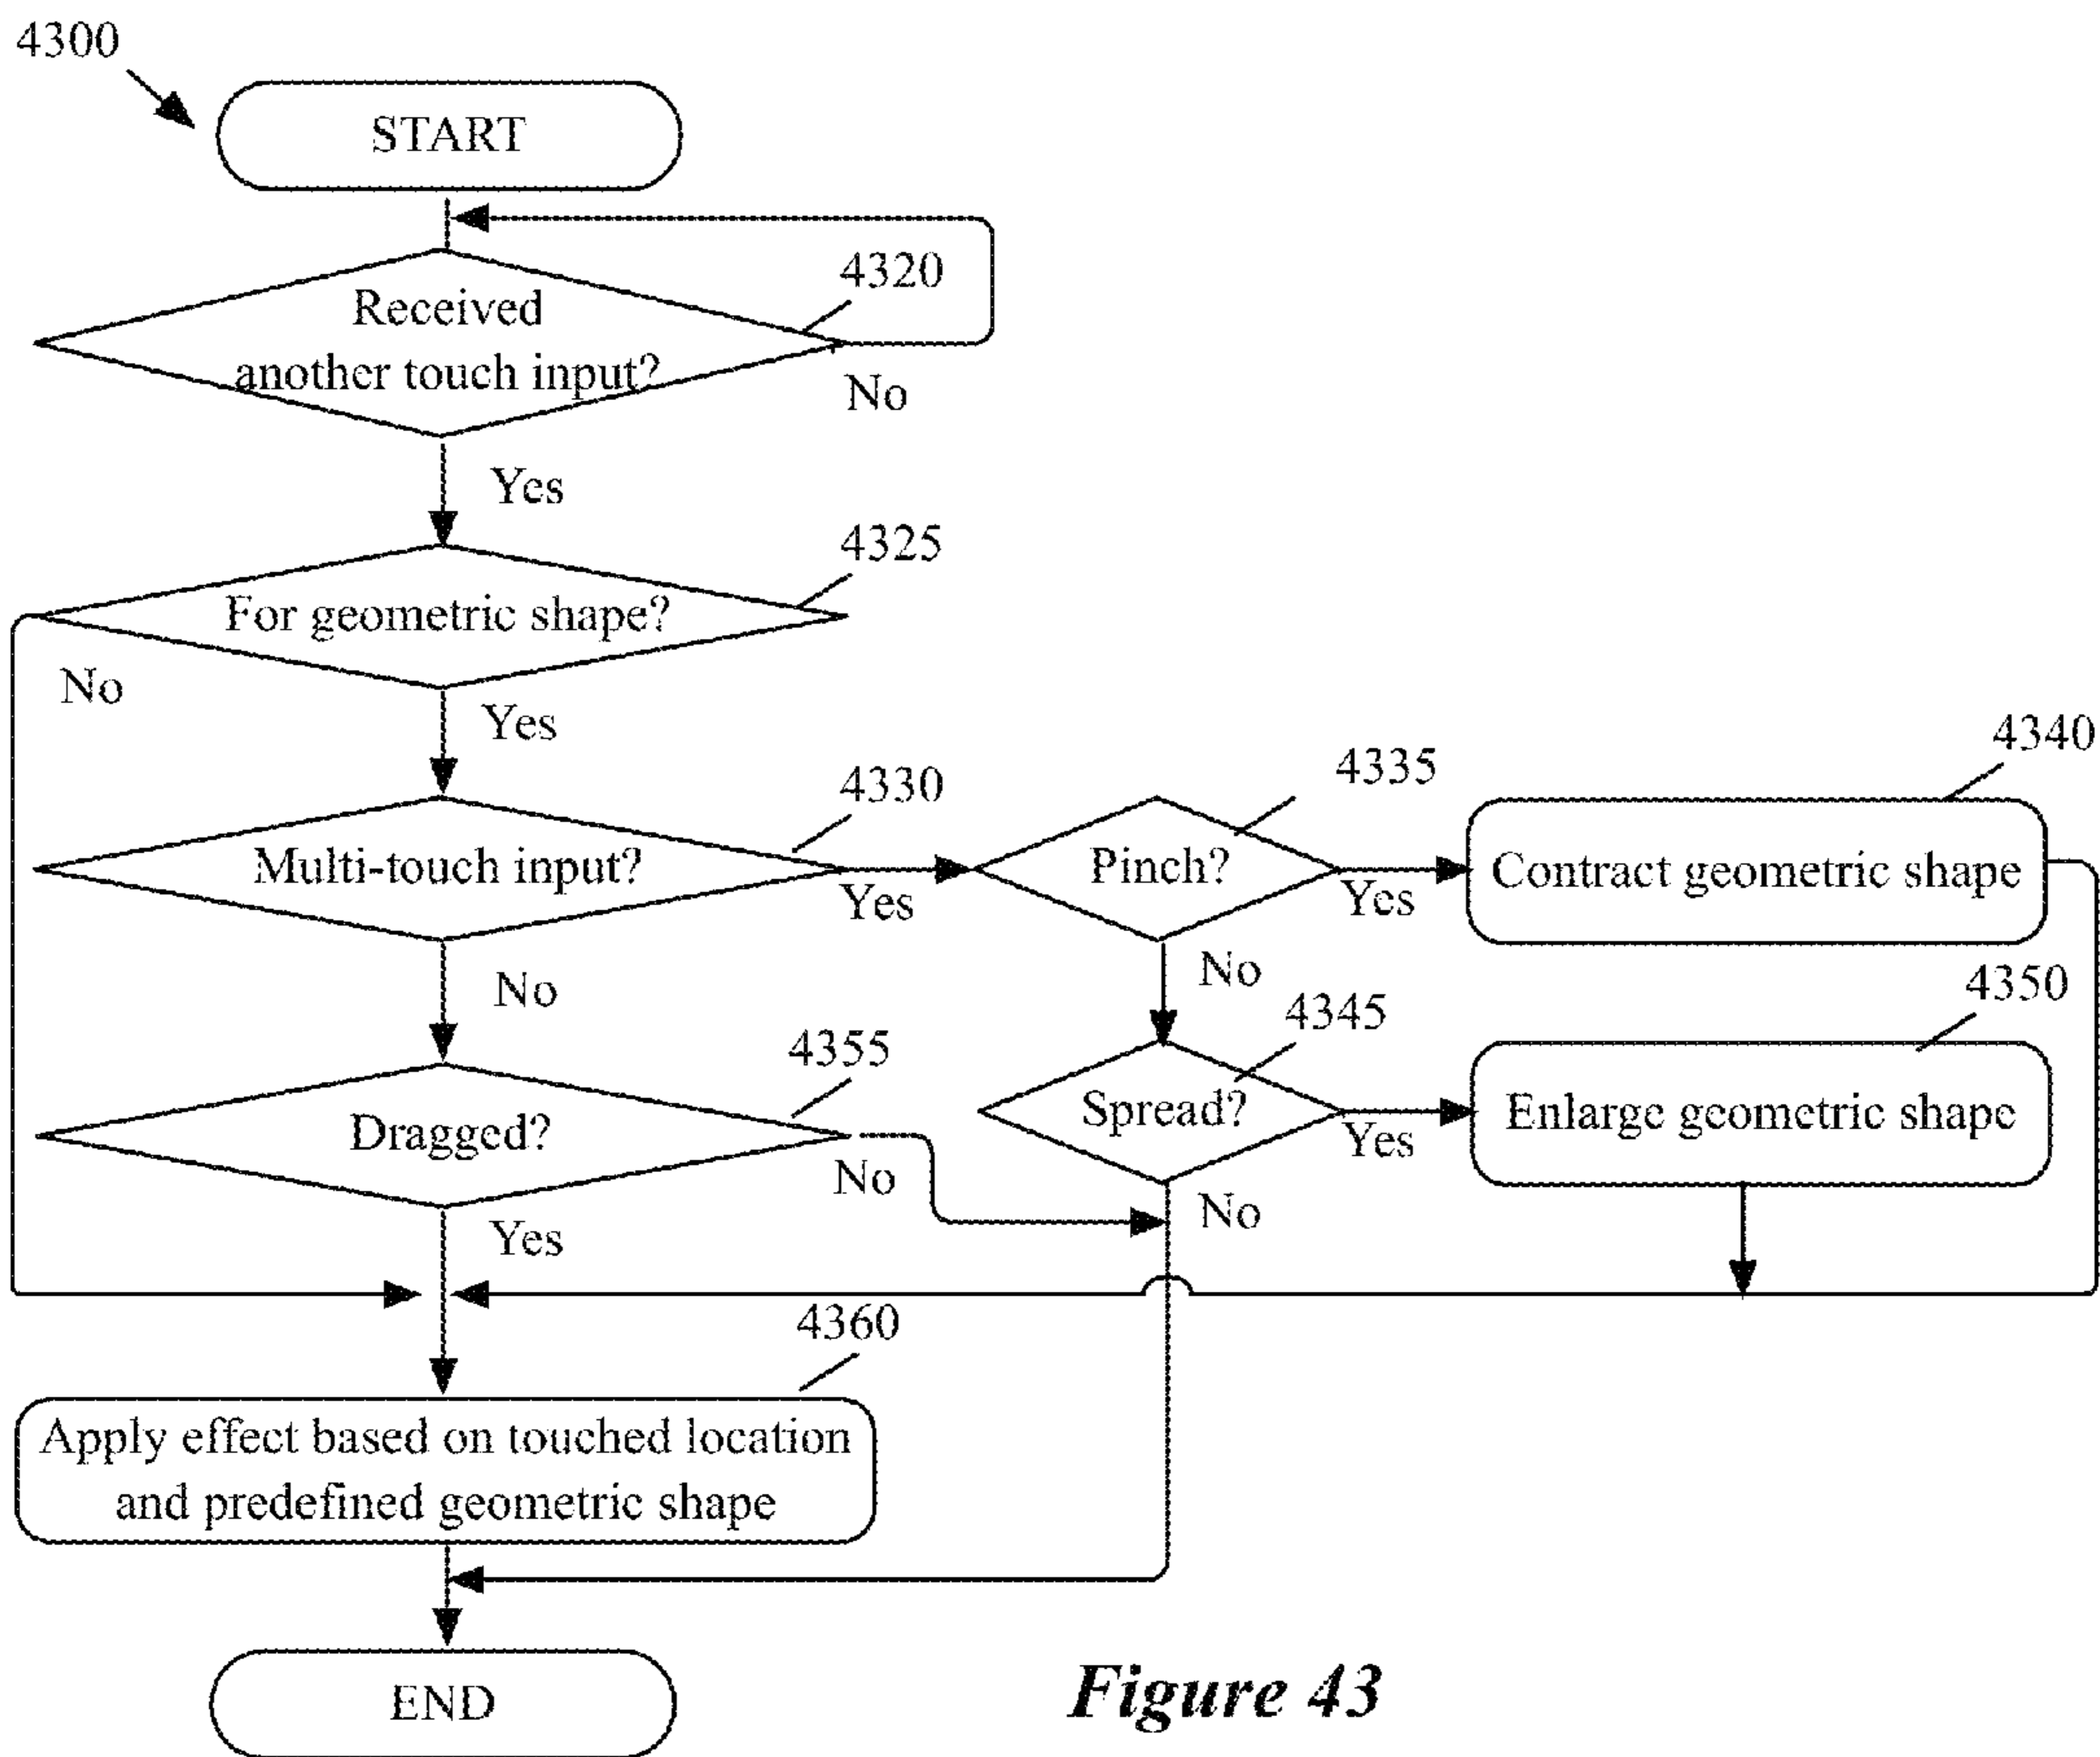 4300
START
4320
Received
another touch input?
No
Yes
4325
For geometric shape?
No
Yes
4330
Multi-touch input?
Yes
4335
Pinch?
Yes
4340
Contract geometric shape
No
No
4355
Dragged?
No
4345
Spread?
Yes
4350
Enlarge geometric shape
Yes
No
4360
Apply effect based on touched location
and predefined geometric shape
END
Figure 43